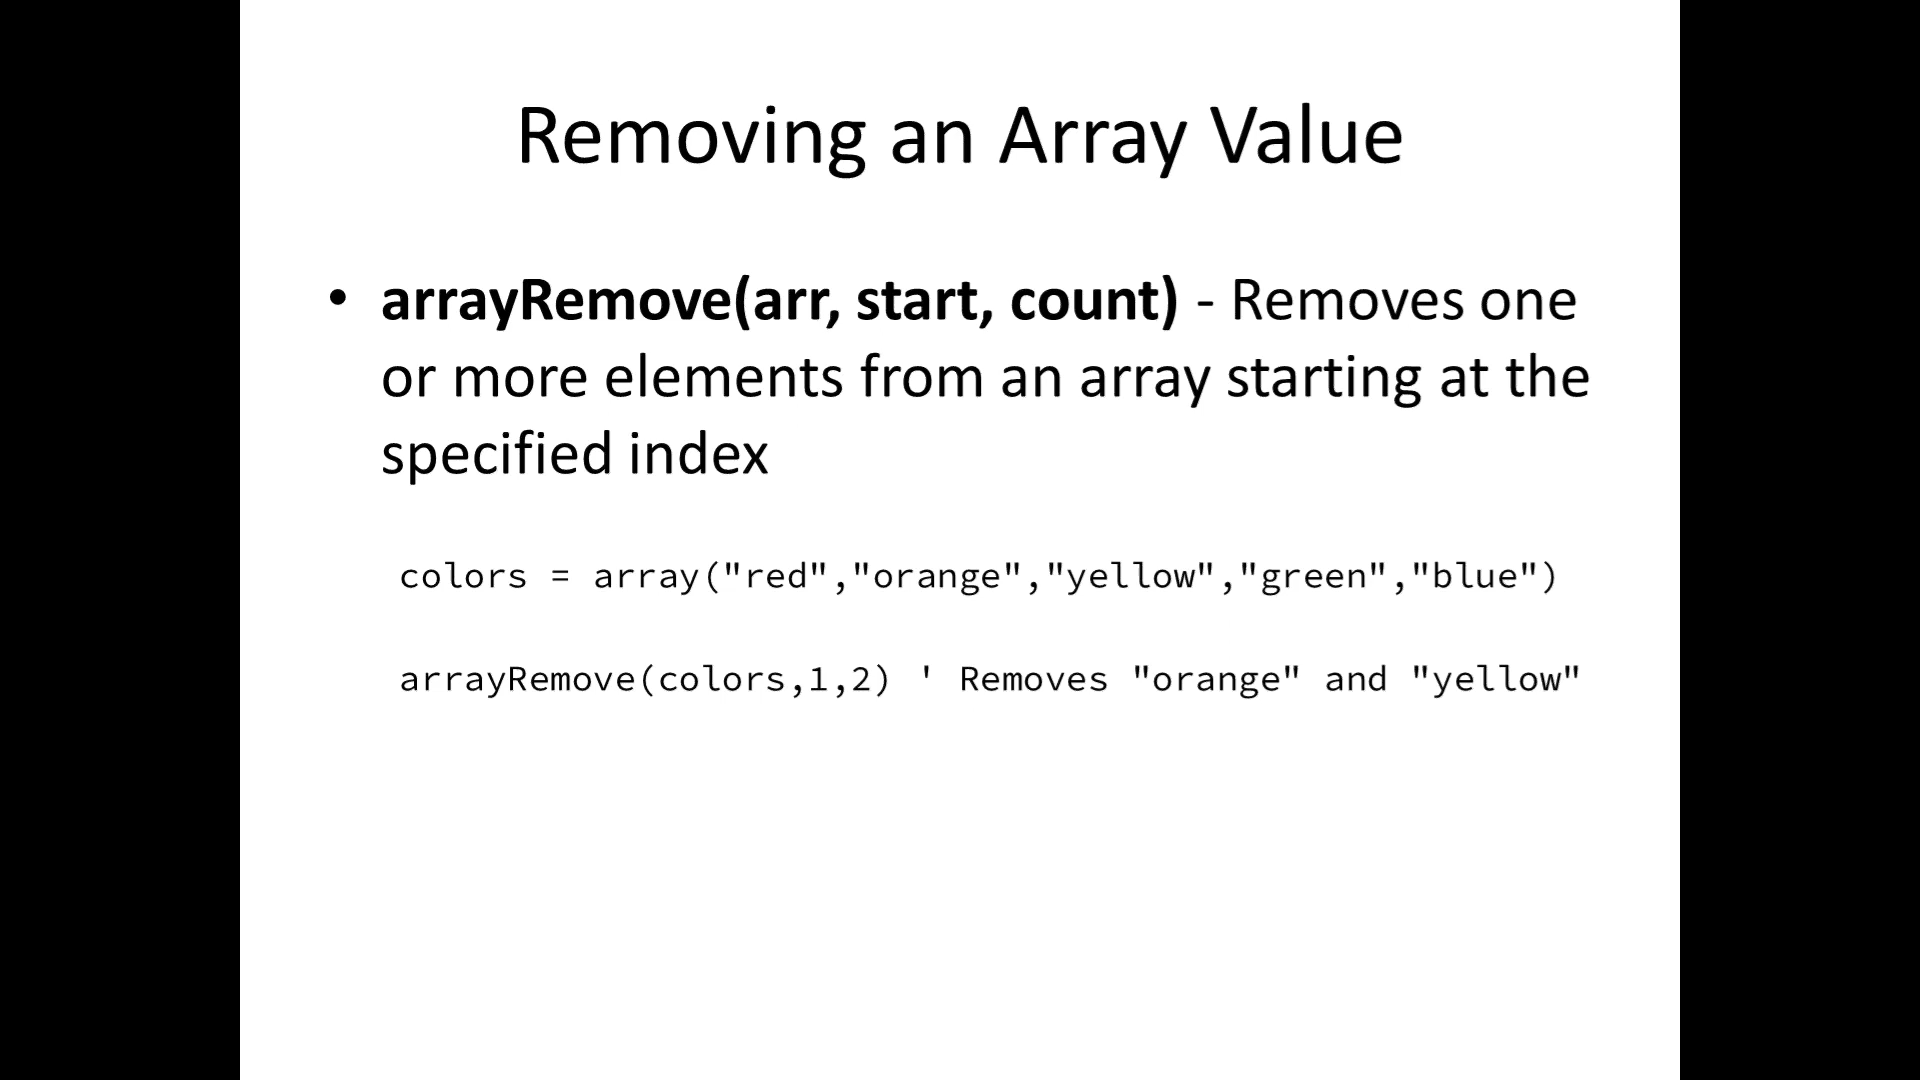 Removing an Array Value
• arrayRemove(arr, start, count) - Removes one
or more elements from an array starting at the
specified index
colors = array("red","orange","yellow","green","blue")
arrayRemove(colors,1,2) ' Removes "orange" and "yellow"